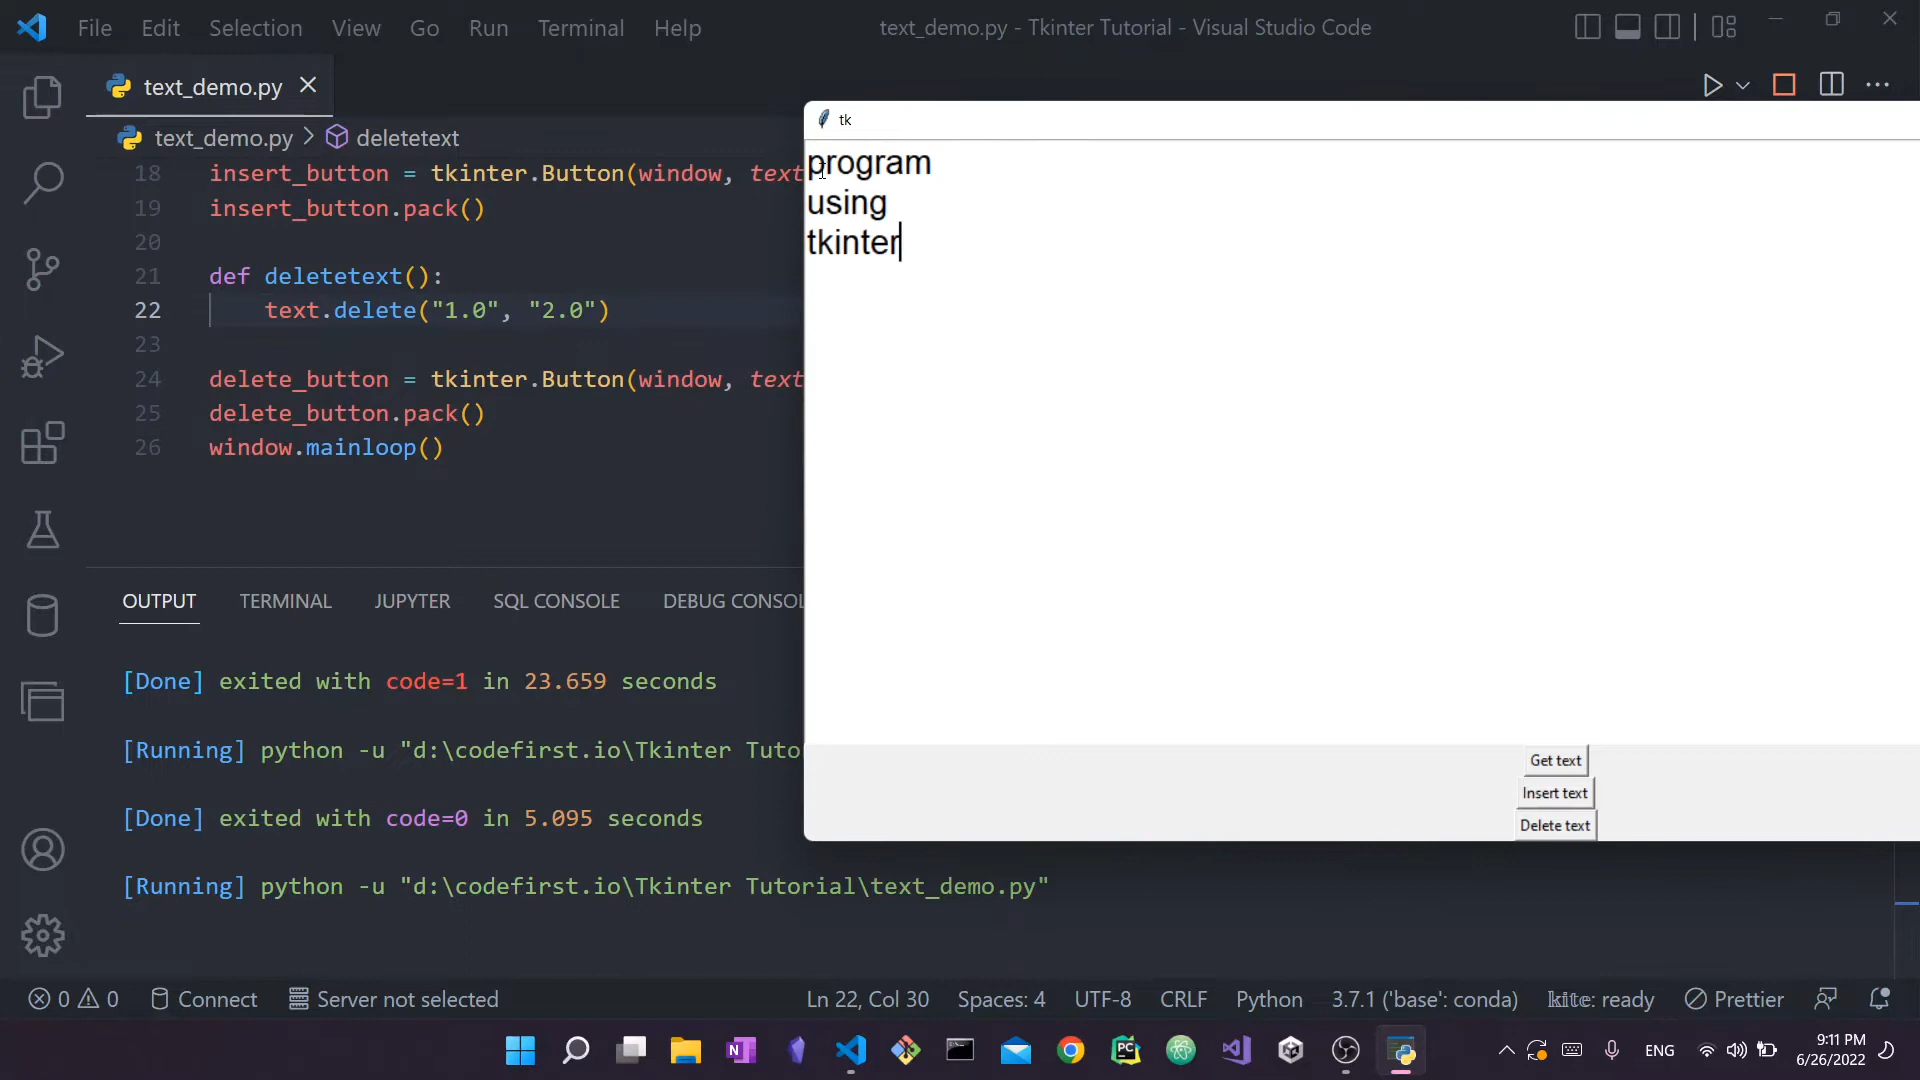 File Edit Selection View Go Run Terminal Help
text_demo.py - Tkinter Tutorial - Visual Studio Code
text_demo.py
text_demo.py > deletetext
18 insert_button = tkinter.Button(window, text
19 insert_button.pack()
20
21 def deletetext():
22 text.delete("1.0", "2.0")
23
24 delete_button = tkinter.Button(window, text
25 delete_button.pack()
26 window.mainloop()
tk
program
using
tkinter
Get text
Insert text
Delete text
OUTPUT TERMINAL JUPYTER SQL CONSOLE DEBUG CONSOL
[Done] exited with code=1 in 23.659 seconds
[Running] python -u "d:\codefirst.io\Tkinter Tuto
[Done] exited with code=0 in 5.095 seconds
[Running] python -u "d:\codefirst.io\Tkinter Tutorial\text_demo.py"
0 0 Connect Server not selected Ln 22, Col 30 Spaces: 4 UTF-8 CRLF Python 3.7.1 ('base': conda) kite: ready Prettier
ENG
9:11 PM
6/26/2022